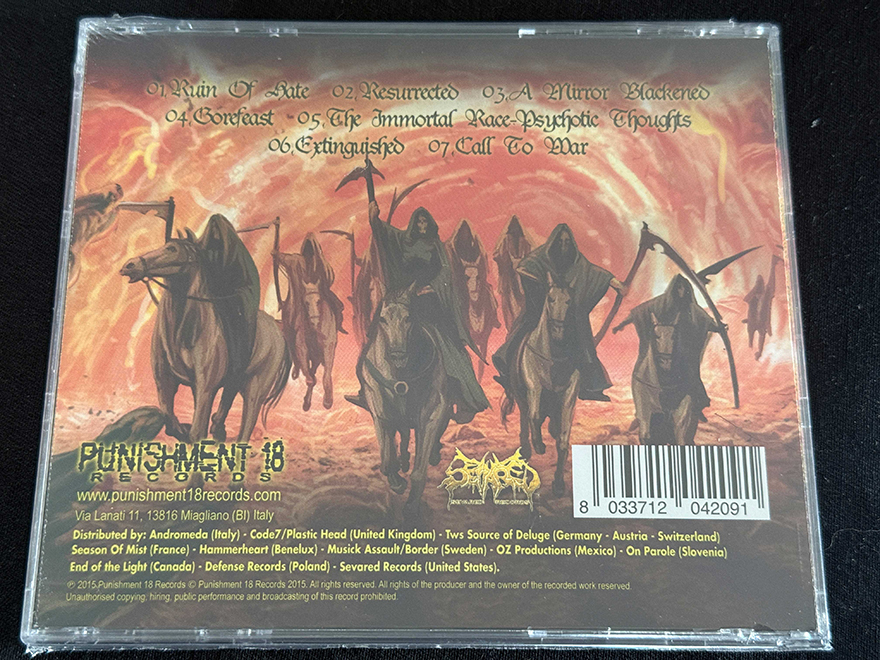 01.Ruin Of Hate 02.Resurrected 03.A Mirror Blackened
04.Gorefeast 05.The Immortal Race-Psychotic Thoughts
06.Extinguished 07.Call To War
PUNISHMENT 18
RECORDS
www.punishment18records.com
Via Lanati 11, 13816 Miagliano (BI) Italy
8 033712 042091
Distributed by: Andromeda (Italy) - Code7/Plastic Head (United Kingdom) - Tws Source of Deluge (Germany - Austria - Switzerland)
Season Of Mist (France) - Hammerheart (Benelux) - Musick Assault/Border (Sweden) - OZ Productions (Mexico) - On Parole (Slovenia)
End of the Light (Canada) - Defense Records (Poland) - Sevared Records (United States).
℗ 2015.Punishment 18 Records © Punishment 18 Records 2015. All rights reserved. All rights of the producer and the owner of the recorded work reserved.
Unauthorised copying, hiring, public performance and broadcasting of this record prohibited.